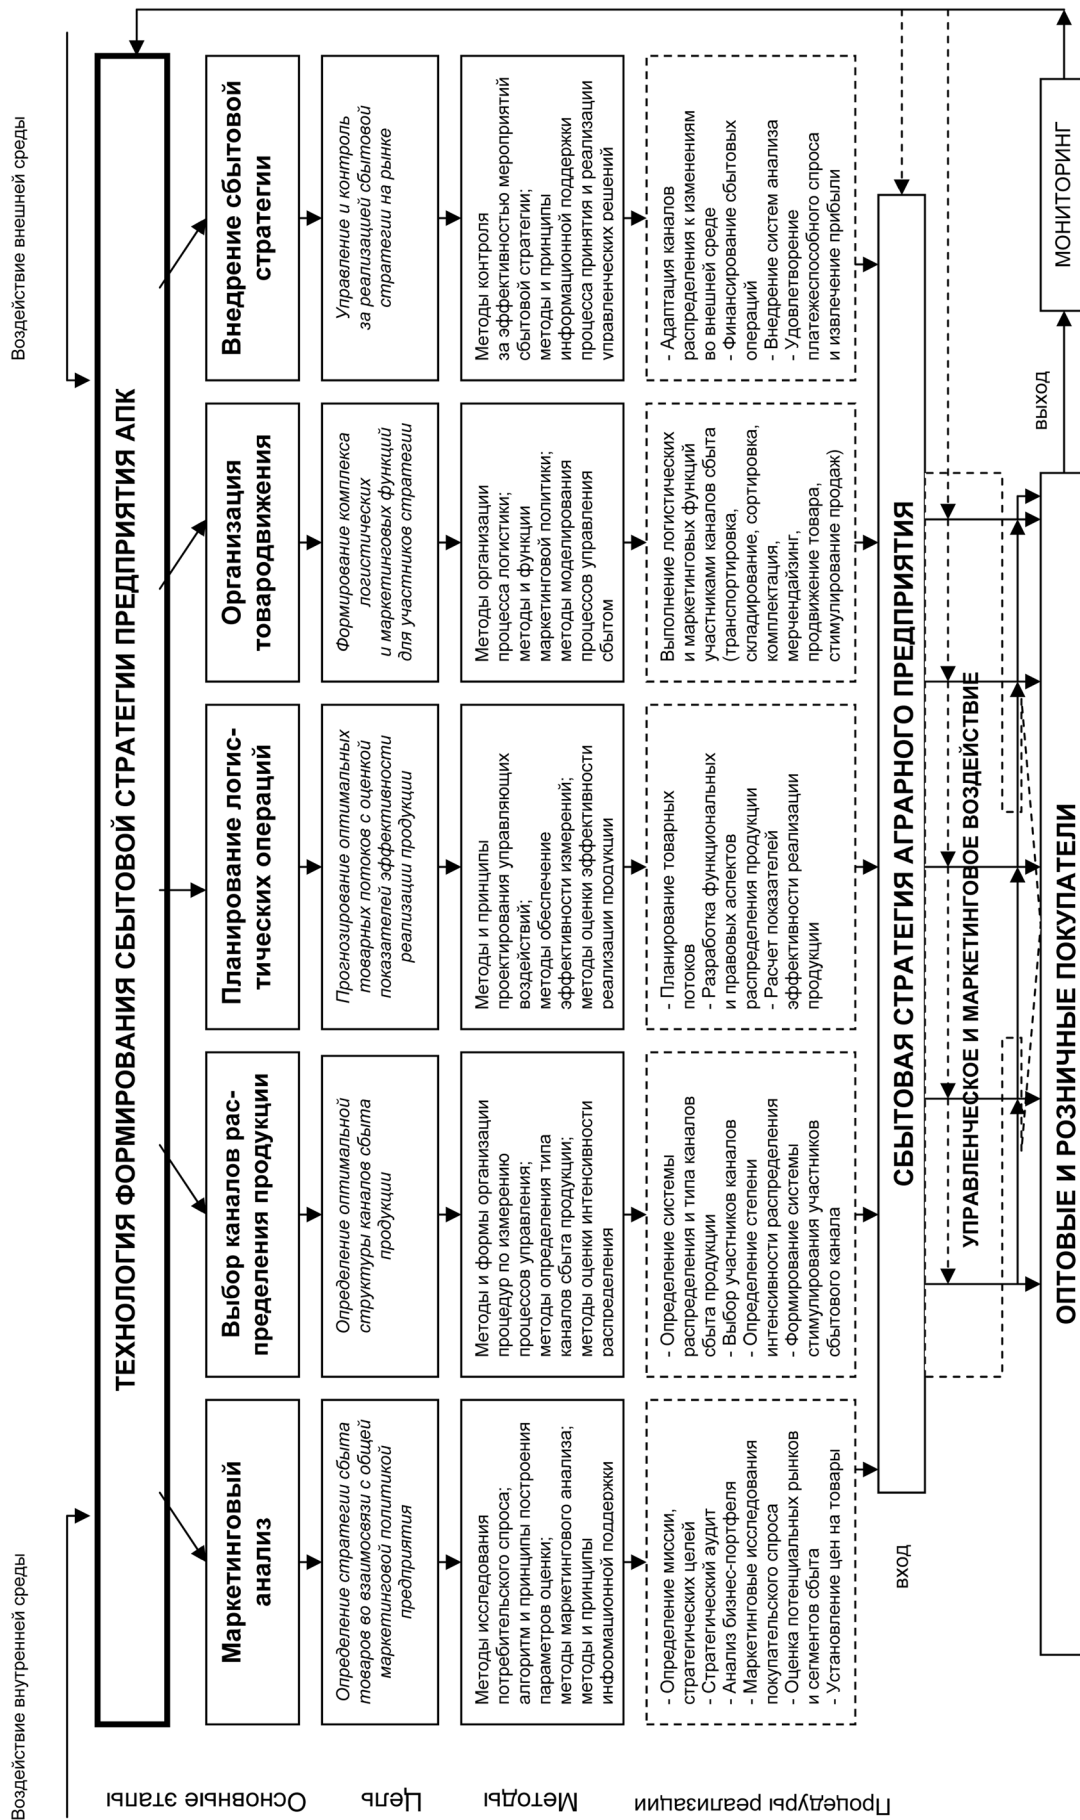 Воздействие внутренней среды
Воздействие внешней среды
ТЕХНОЛОГИЯ ФОРМИРОВАНИЯ СБЫТОВОЙ СТРАТЕГИИ ПРЕДПРИЯТИЯ АПК
Основные этапы
Маркетинговый
анализ
Выбор каналов рас-
пределения продукции
Планирование логис-
тических операций
Организация
товародвижения
Внедрение сбытовой
стратегии
Цель
Определение стратегии сбыта
товаров во взаимосвязи с общей
маркетинговой политикой
предприятия
Определение оптимальной
структуры каналов сбыта
продукции
Прогнозирование оптимальных
товарных потоков с оценкой
показателей эффективности
реализации продукции
Формирование комплекса
логистических
и маркетинговых функций
для участников стратегии
Управление и контроль
за реализацией сбытовой
стратегии на рынке
Методы
Методы исследования
потребительского спроса;
алгоритм и принципы построения
параметров оценки;
методы маркетингового анализа;
методы и принципы
информационной поддержки
Методы и формы организации
процедур по измерению
процессов управления;
методы определения типа
каналов сбыта продукции;
методы оценки интенсивности
распределения
Методы и принципы
проектирования управляющих
воздействий;
методы обеспечение
эффективности измерений;
методы оценки эффективности
реализации продукции
Методы организации
процесса логистики;
методы и функции
маркетинговой политики;
методы моделирования
процессов управления
сбытом
Методы контроля
за эффективностью мероприятий
сбытовой стратегии;
методы и принципы
информационной поддержки
процесса принятия и реализации
управленческих решений
Процедуры реализации
- Определение миссии,
стратегических целей
- Стратегический аудит
- Анализ бизнес-портфеля
- Маркетинговые исследования
покупательского спроса
- Оценка потенциальных рынков
и сегментов сбыта
- Установление цен на товары
- Определение системы
распределения и типа каналов
сбыта продукции
- Выбор участников каналов
- Определение степени
интенсивности распределения
- Формирование системы
стимулирования участников
сбытового канала
- Планирование товарных
потоков
- Разработка функциональных
и правовых аспектов
распределения продукции
- Расчет показателей
эффективности реализации
продукции
Выполнение логистических
и маркетинговых функций
участниками каналов сбыта
(транспортировка,
складирование, сортировка,
комплектация,
мерчендайзинг,
продвижение товара,
стимулирование продаж)
- Адаптация каналов
распределения к изменениям
во внешней среде
- Финансирование сбытовых
операций
- Внедрение систем анализа
- Удовлетворение
платежеспособного спроса
и извлечение прибыли
вход
СБЫТОВАЯ СТРАТЕГИЯ АГРАРНОГО ПРЕДПРИЯТИЯ
УПРАВЛЕНЧЕСКОЕ И МАРКЕТИНГОВОЕ ВОЗДЕЙСТВИЕ
ОПТОВЫЕ И РОЗНИЧНЫЕ ПОКУПАТЕЛИ
выход
МОНИТОРИНГ